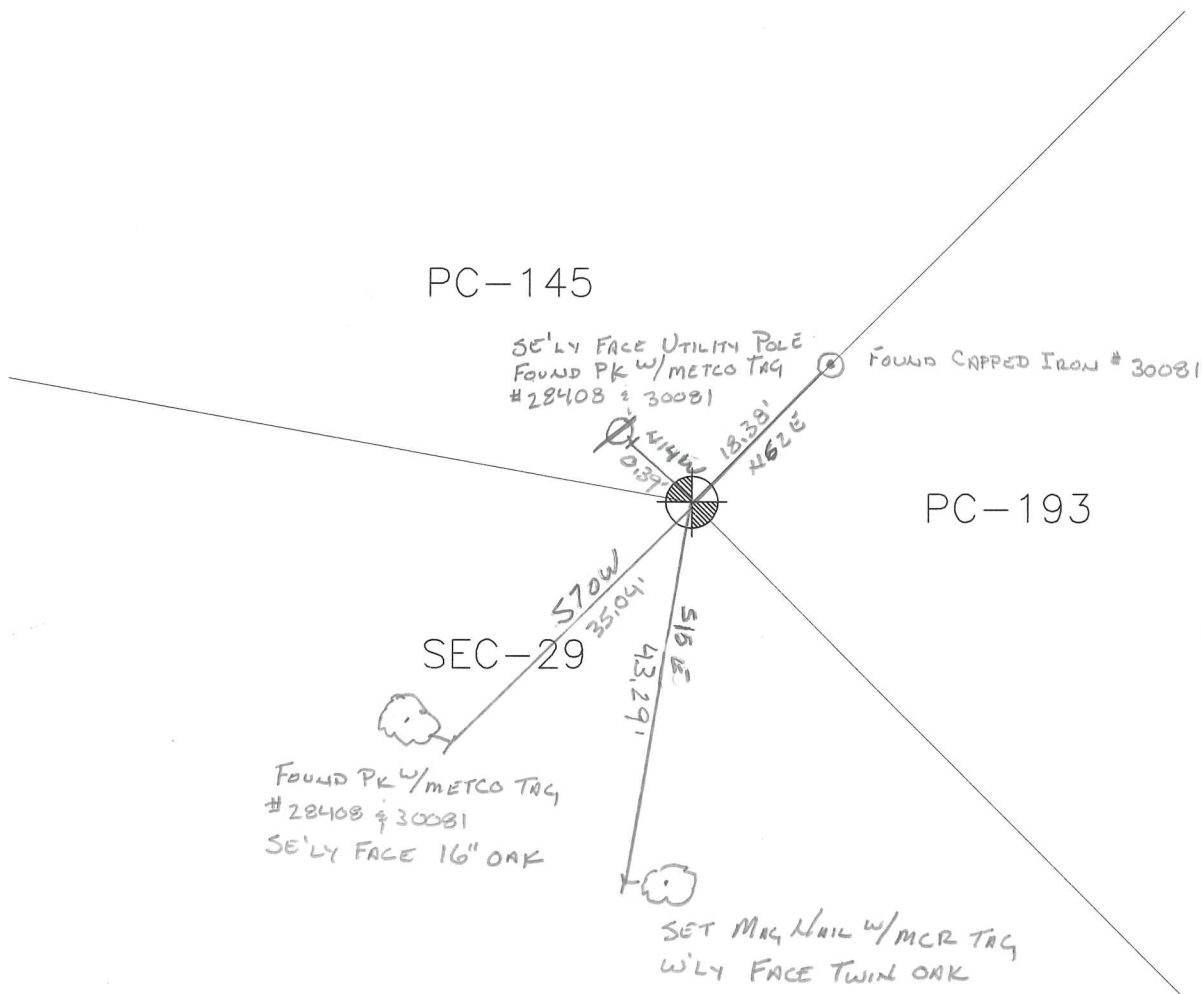 PC-145
SE'LY FACE UTILITY POLE
FOUND PK W/METCO TAG
#28408 & 30081
FOUND CAPPED IRON #30081
N14W
0.39'
18.38'
N62E
PC-193
S70W
35.04'
S15E
43.29'
SEC-29
FOUND PK W/METCO TAG
#28408 & 30081
SE'LY FACE 16" OAK
SET MAG NAIL W/MCR TAG
W'LY FACE TWIN OAK